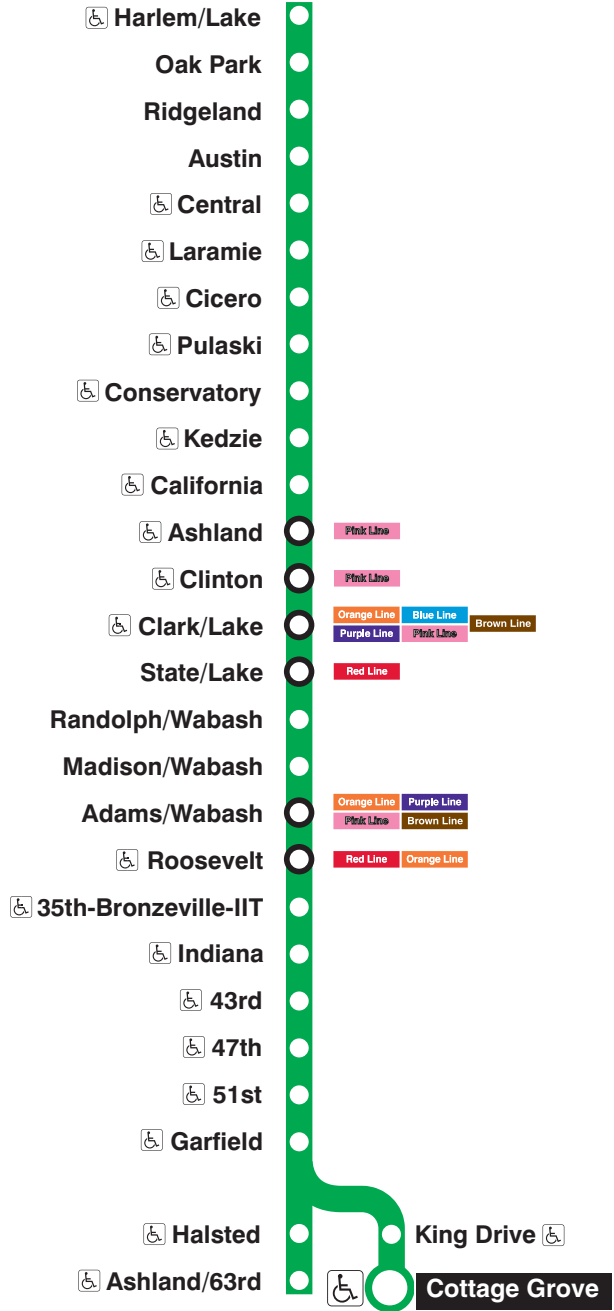 Harlem/Lake
Oak Park
Ridgeland
Austin
Central
Laramie
Cicero
Pulaski
Conservatory
Kedzie
California
Ashland Pink Line
Clinton Pink Line
Orange Line Blue Line
Clark/Lake Brown Line
Purple Line Pink Line
State/Lake Red Line
Randolph/Wabash
Madison/Wabash
Orange Line Purple Line
Adams/Wabash
Pink Line Brown Line
Roosevelt Red Line Orange Line
35th-Bronzeville-IIT
Indiana
43rd
47th
51st
Garfield
Halsted King Drive
Ashland/63rd Cottage Grove